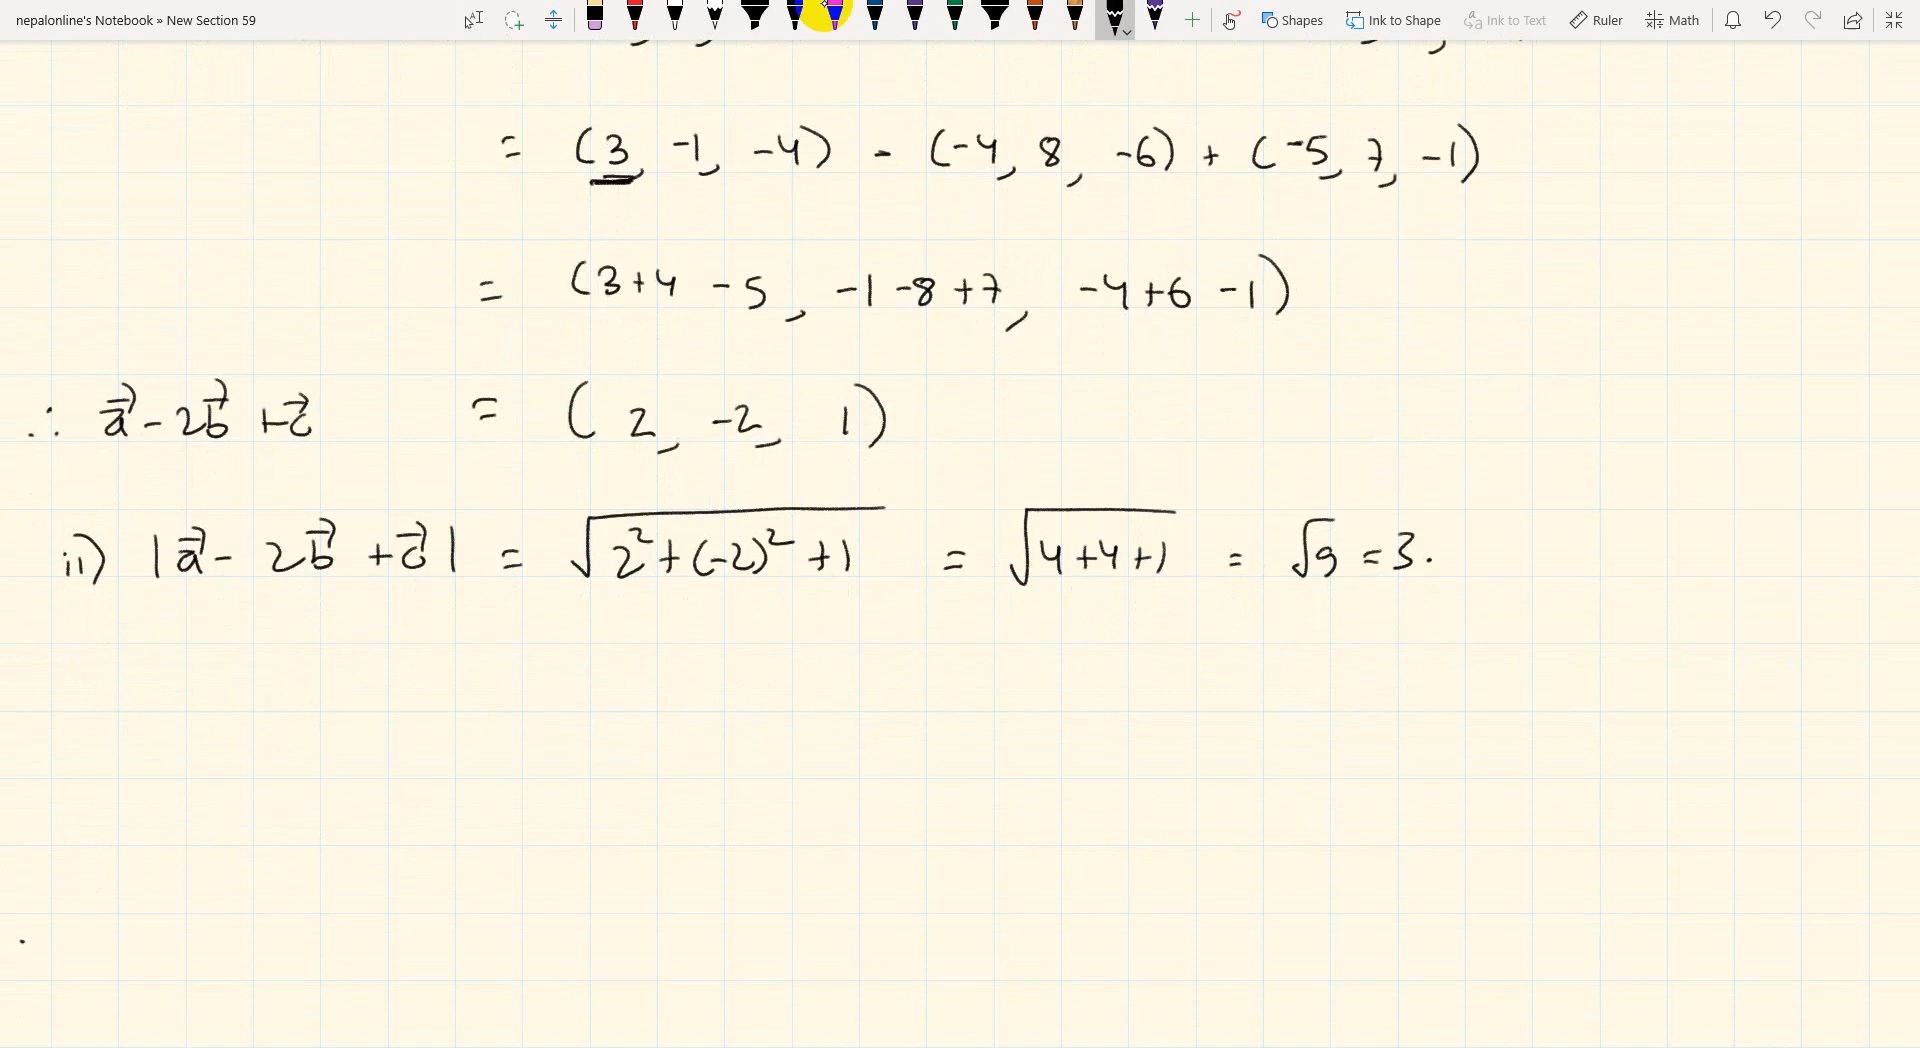 nepalonline's Notebook » New Section 59 Shapes Ink to Shape Ink to Text Ruler Math
= (3, -1, -4) - (-4, 8, -6) + (-5, 7, -1)
= (3+4 -5, -1 -8 +7, -4 +6 -1)
∴ a⃗ - 2b⃗ + c⃗ = (2, -2, 1)
ii) |a⃗ - 2b⃗ + c⃗| = √(2² + (-2)² + 1) = √(4+4+1) = √9 = 3.